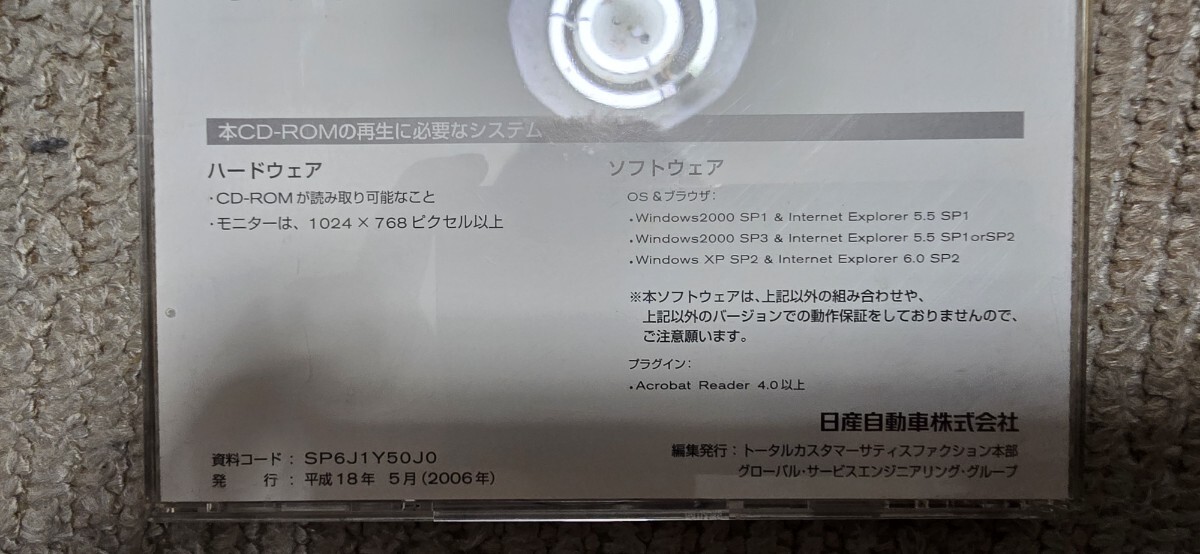 本CD-ROMの再生に必要なシステム
ハードウェア
・CD-ROMが読み取り可能なこと
・モニターは、1024×768ピクセル以上
ソフトウェア
OS＆ブラウザ：
・Windows2000 SP1 & Internet Explorer 5.5 SP1
・Windows2000 SP3 & Internet Explorer 5.5 SP1orSP2
・Windows XP SP2 & Internet Explorer 6.0 SP2
※本ソフトウェアは、上記以外の組み合わせや、
上記以外のバージョンでの動作保証をしておりませんので、
ご注意願います。
プラグイン：
・Acrobat Reader 4.0以上
日産自動車株式会社
編集発行：トータルカスタマーサティスファクション本部
グローバル・サービスエンジニアリング・グループ
資料コード：SP6J1Y50J0
発　　行：平成18年 5月（2006年）